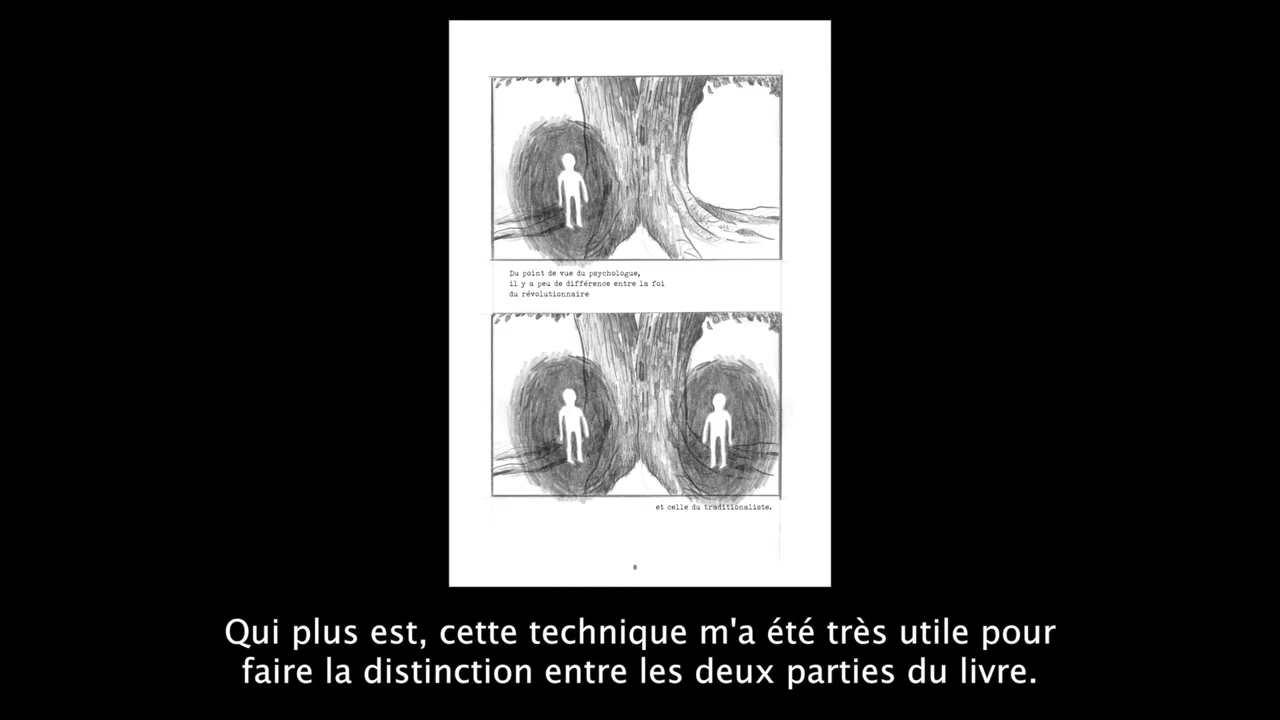 Du point de vue du psychologue,
il y a peu de différence entre la foi
du révolutionnaire
et celle du traditionaliste.
8
Qui plus est, cette technique m'a été très utile pour
faire la distinction entre les deux parties du livre.